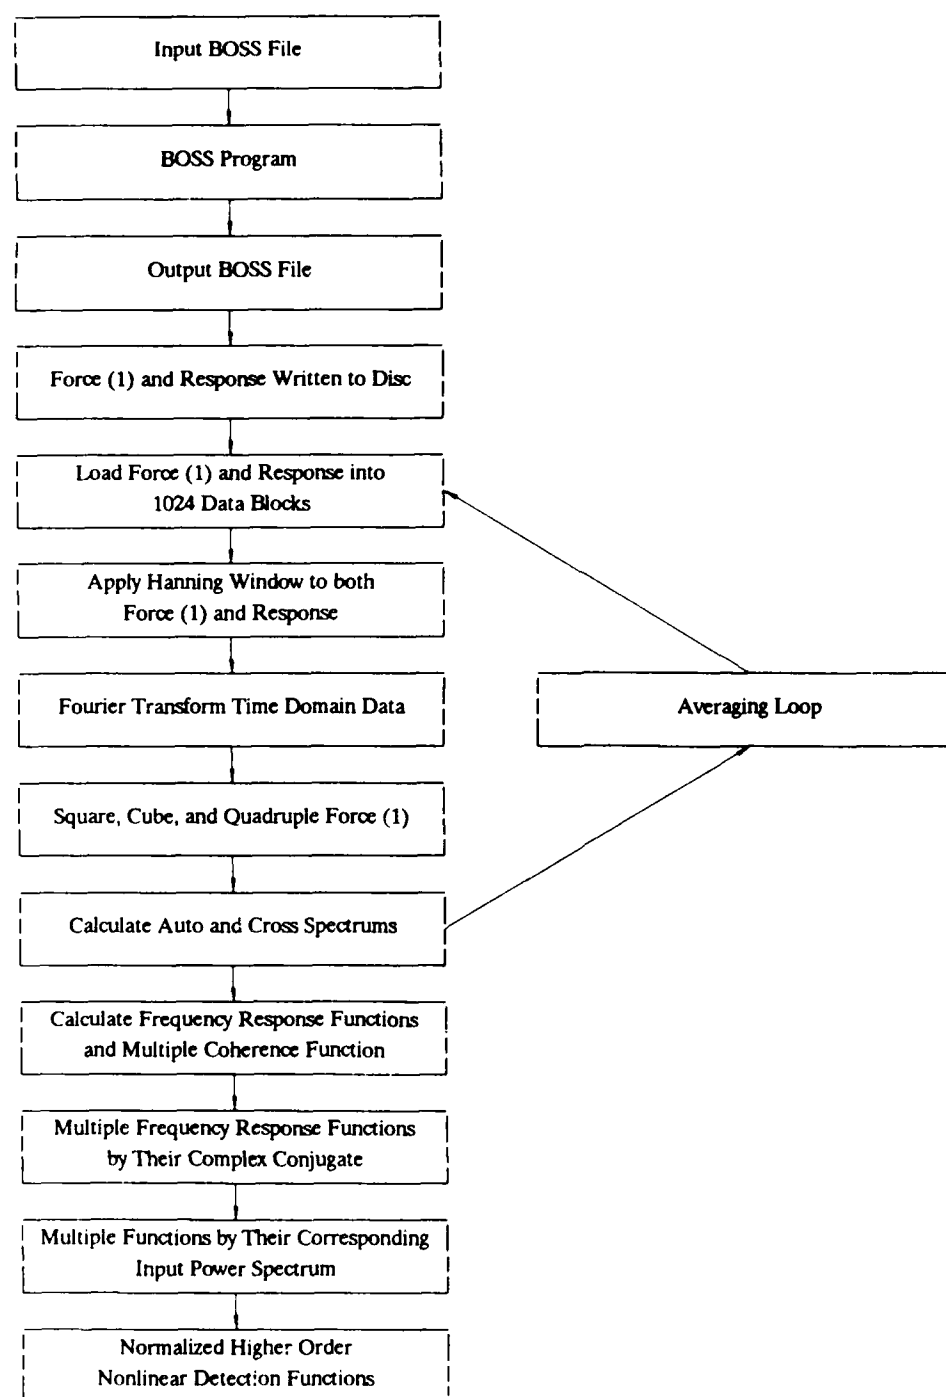 Input BOSS File
BOSS Program
Output BOSS File
Force (1) and Response Written to Disc
Load Force (1) and Response into
1024 Data Blocks
Apply Hanning Window to both
Force (1) and Response
Fourier Transform Time Domain Data
Averaging Loop
Square, Cube, and Quadruple Force (1)
Calculate Auto and Cross Spectrums
Calculate Frequency Response Functions
and Multiple Coherence Function
Multiple Frequency Response Functions
by Their Complex Conjugate
Multiple Functions by Their Corresponding
Input Power Spectrum
Normalized Higher Order
Nonlinear Detection Functions